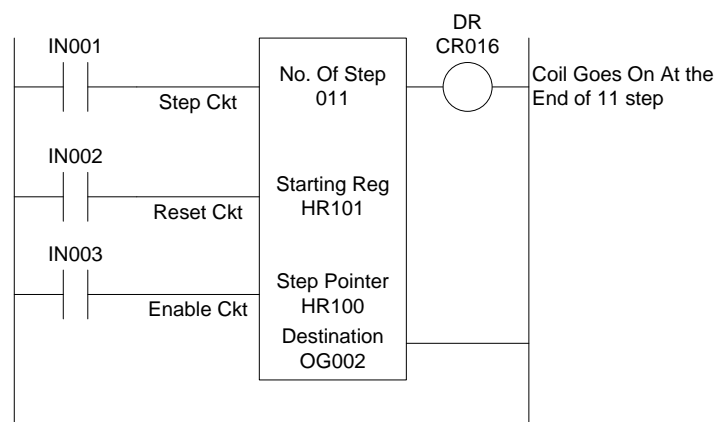 DR
IN001
CR016
No. Of Step
011
Coil Goes On At the
End of 11 step
Step Ckt
IN002
Starting Reg
HR101
Reset Ckt
IN003
Step Pointer
HR100
Enable Ckt
Destination
OG002